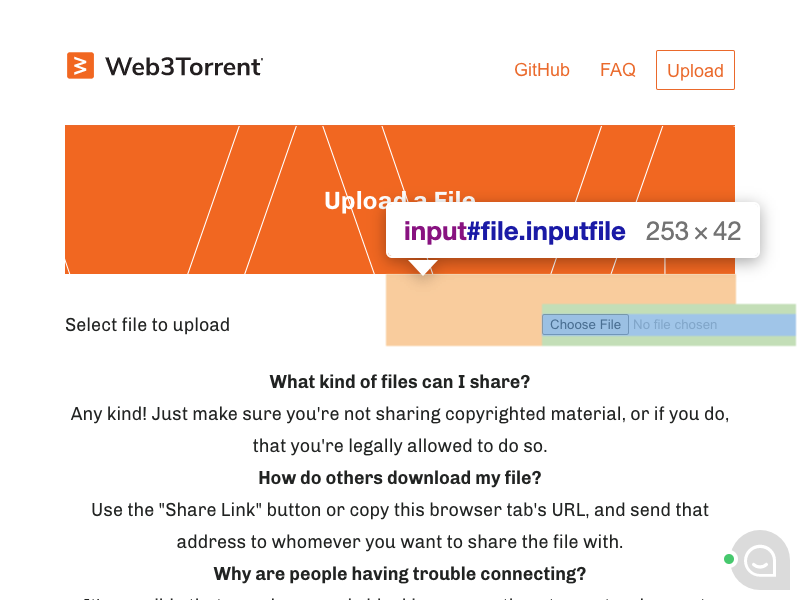 Web3Torrent
GitHub FAQ Upload
Upload a File
input#file.inputfile 253 × 42
Select file to upload
Choose File No file chosen
What kind of files can I share?
Any kind! Just make sure you're not sharing copyrighted material, or if you do,
that you're legally allowed to do so.
How do others download my file?
Use the "Share Link" button or copy this browser tab's URL, and send that
address to whomever you want to share the file with.
Why are people having trouble connecting?